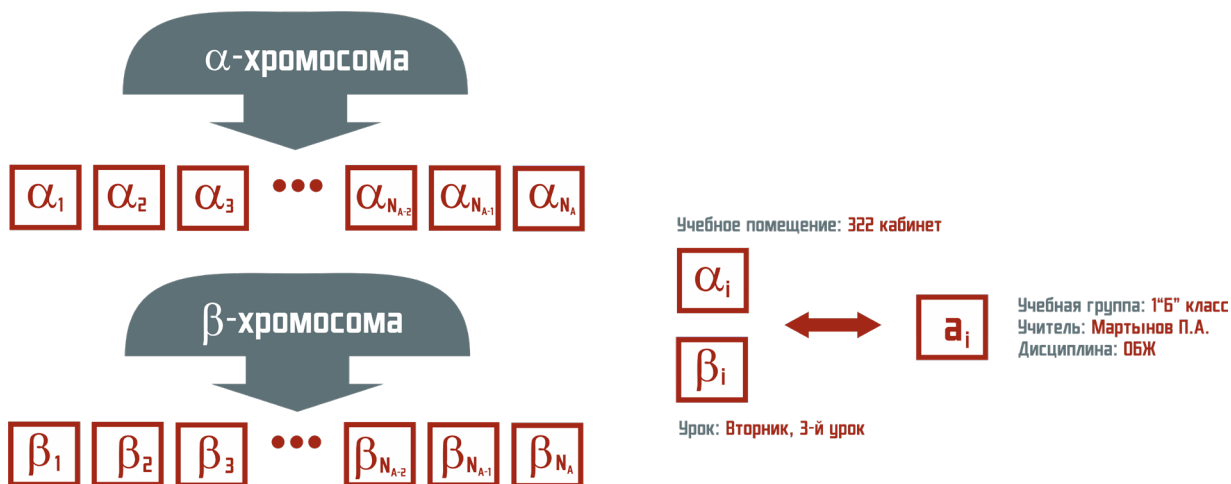 α-хромосома
α1 α2 α3 ••• αNA-2 αNA-1 αNA
β-хромосома
β1 β2 β3 ••• βNA-2 βNA-1 βNA
Учебное помещение: 322 кабинет
αi
βi
Урок: Вторник, 3-й урок
ai
Учебная группа: 1“Б” класс
Учитель: Мартынов П.А.
Дисциплина: ОБЖ